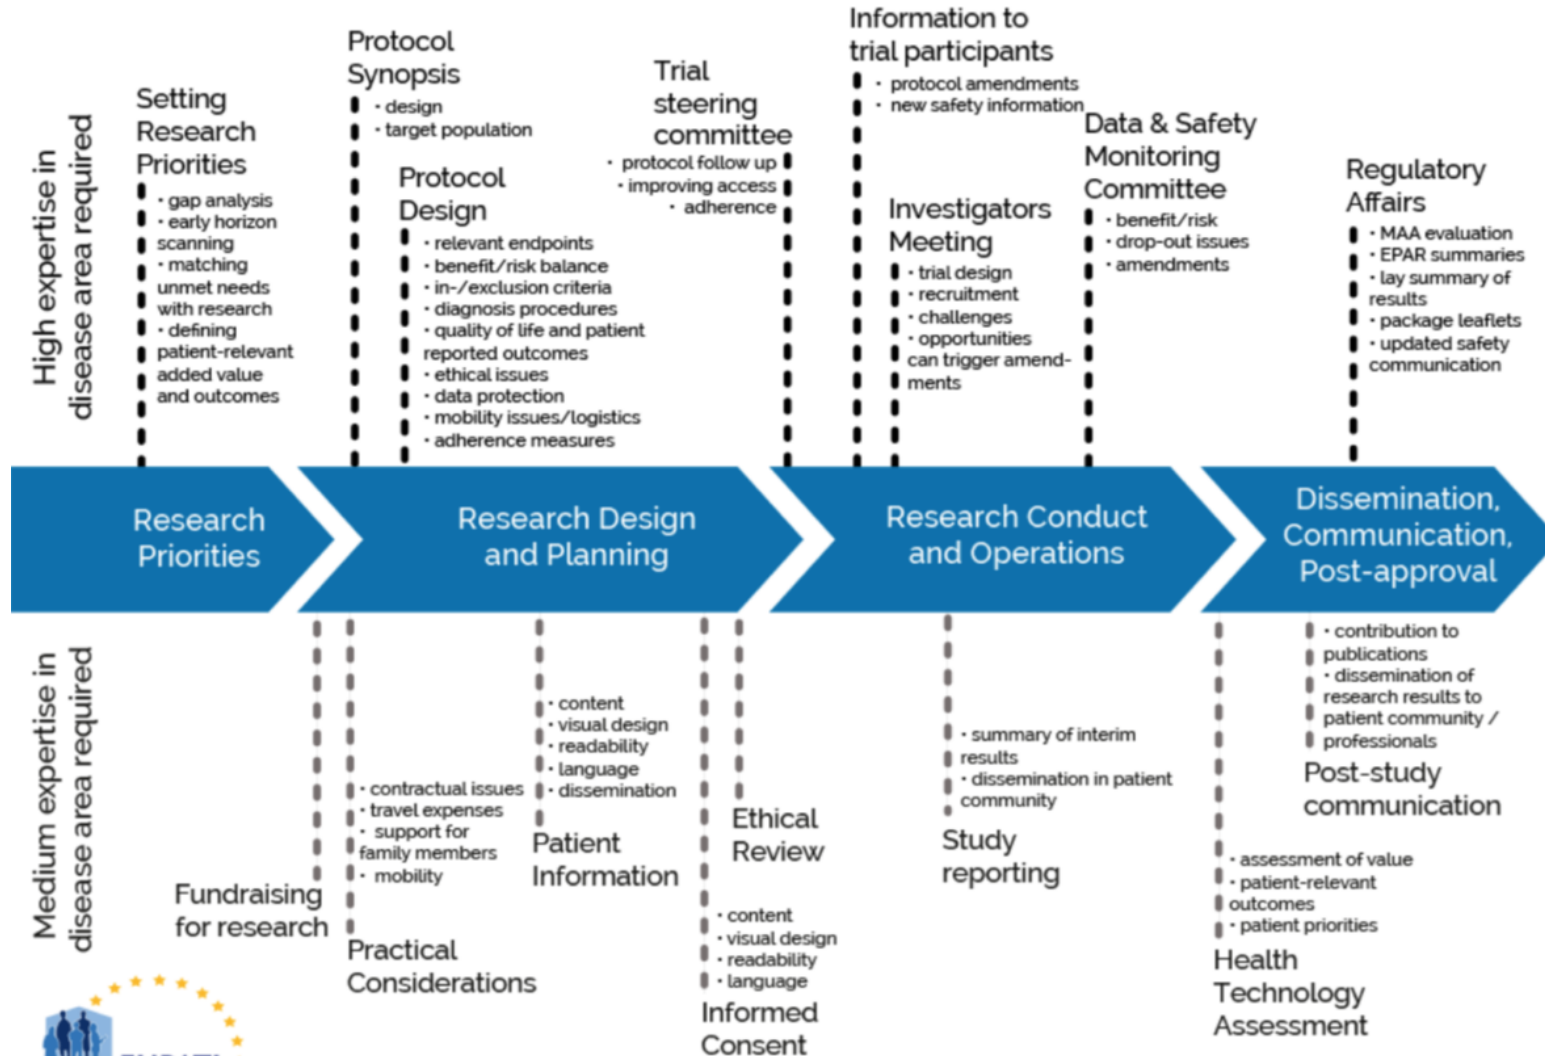 High expertise in
disease area required
Setting
Research
Priorities
• gap analysis
• early horizon
scanning
• matching
unmet needs
with research
• defining
patient-relevant
added value
and outcomes
Protocol
Synopsis
• design
• target population
Protocol
Design
• relevant endpoints
• benefit/risk balance
• in-/exclusion criteria
• diagnosis procedures
• quality of life and patient
reported outcomes
• ethical issues
• data protection
• mobility issues/logistics
• adherence measures
Trial
steering
committee
• protocol follow up
• improving access
• adherence
Information to
trial participants
• protocol amendments
• new safety information
Investigators
Meeting
• trial design
• recruitment
• challenges
• opportunities
can trigger amend-
ments
Data & Safety
Monitoring
Committee
• benefit/risk
• drop-out issues
• amendments
Regulatory
Affairs
• MAA evaluation
• EPAR summaries
• lay summary of
results
• package leaflets
• updated safety
communication
Research
Priorities
Research Design
and Planning
Research Conduct
and Operations
Dissemination,
Communication,
Post-approval
Medium expertise in
disease area required
Fundraising
for research
• contractual issues
• travel expenses
• support for
family members
• mobility
Practical
Considerations
• content
• visual design
• readability
• language
• dissemination
Patient
Information
Ethical
Review
• content
• visual design
• readability
• language
Informed
Consent
• summary of interim
results
• dissemination in patient
community
Study
reporting
• contribution to
publications
• dissemination of
research results to
patient community /
professionals
Post-study
communication
• assessment of value
• patient-relevant
outcomes
• patient priorities
Health
Technology
Assessment